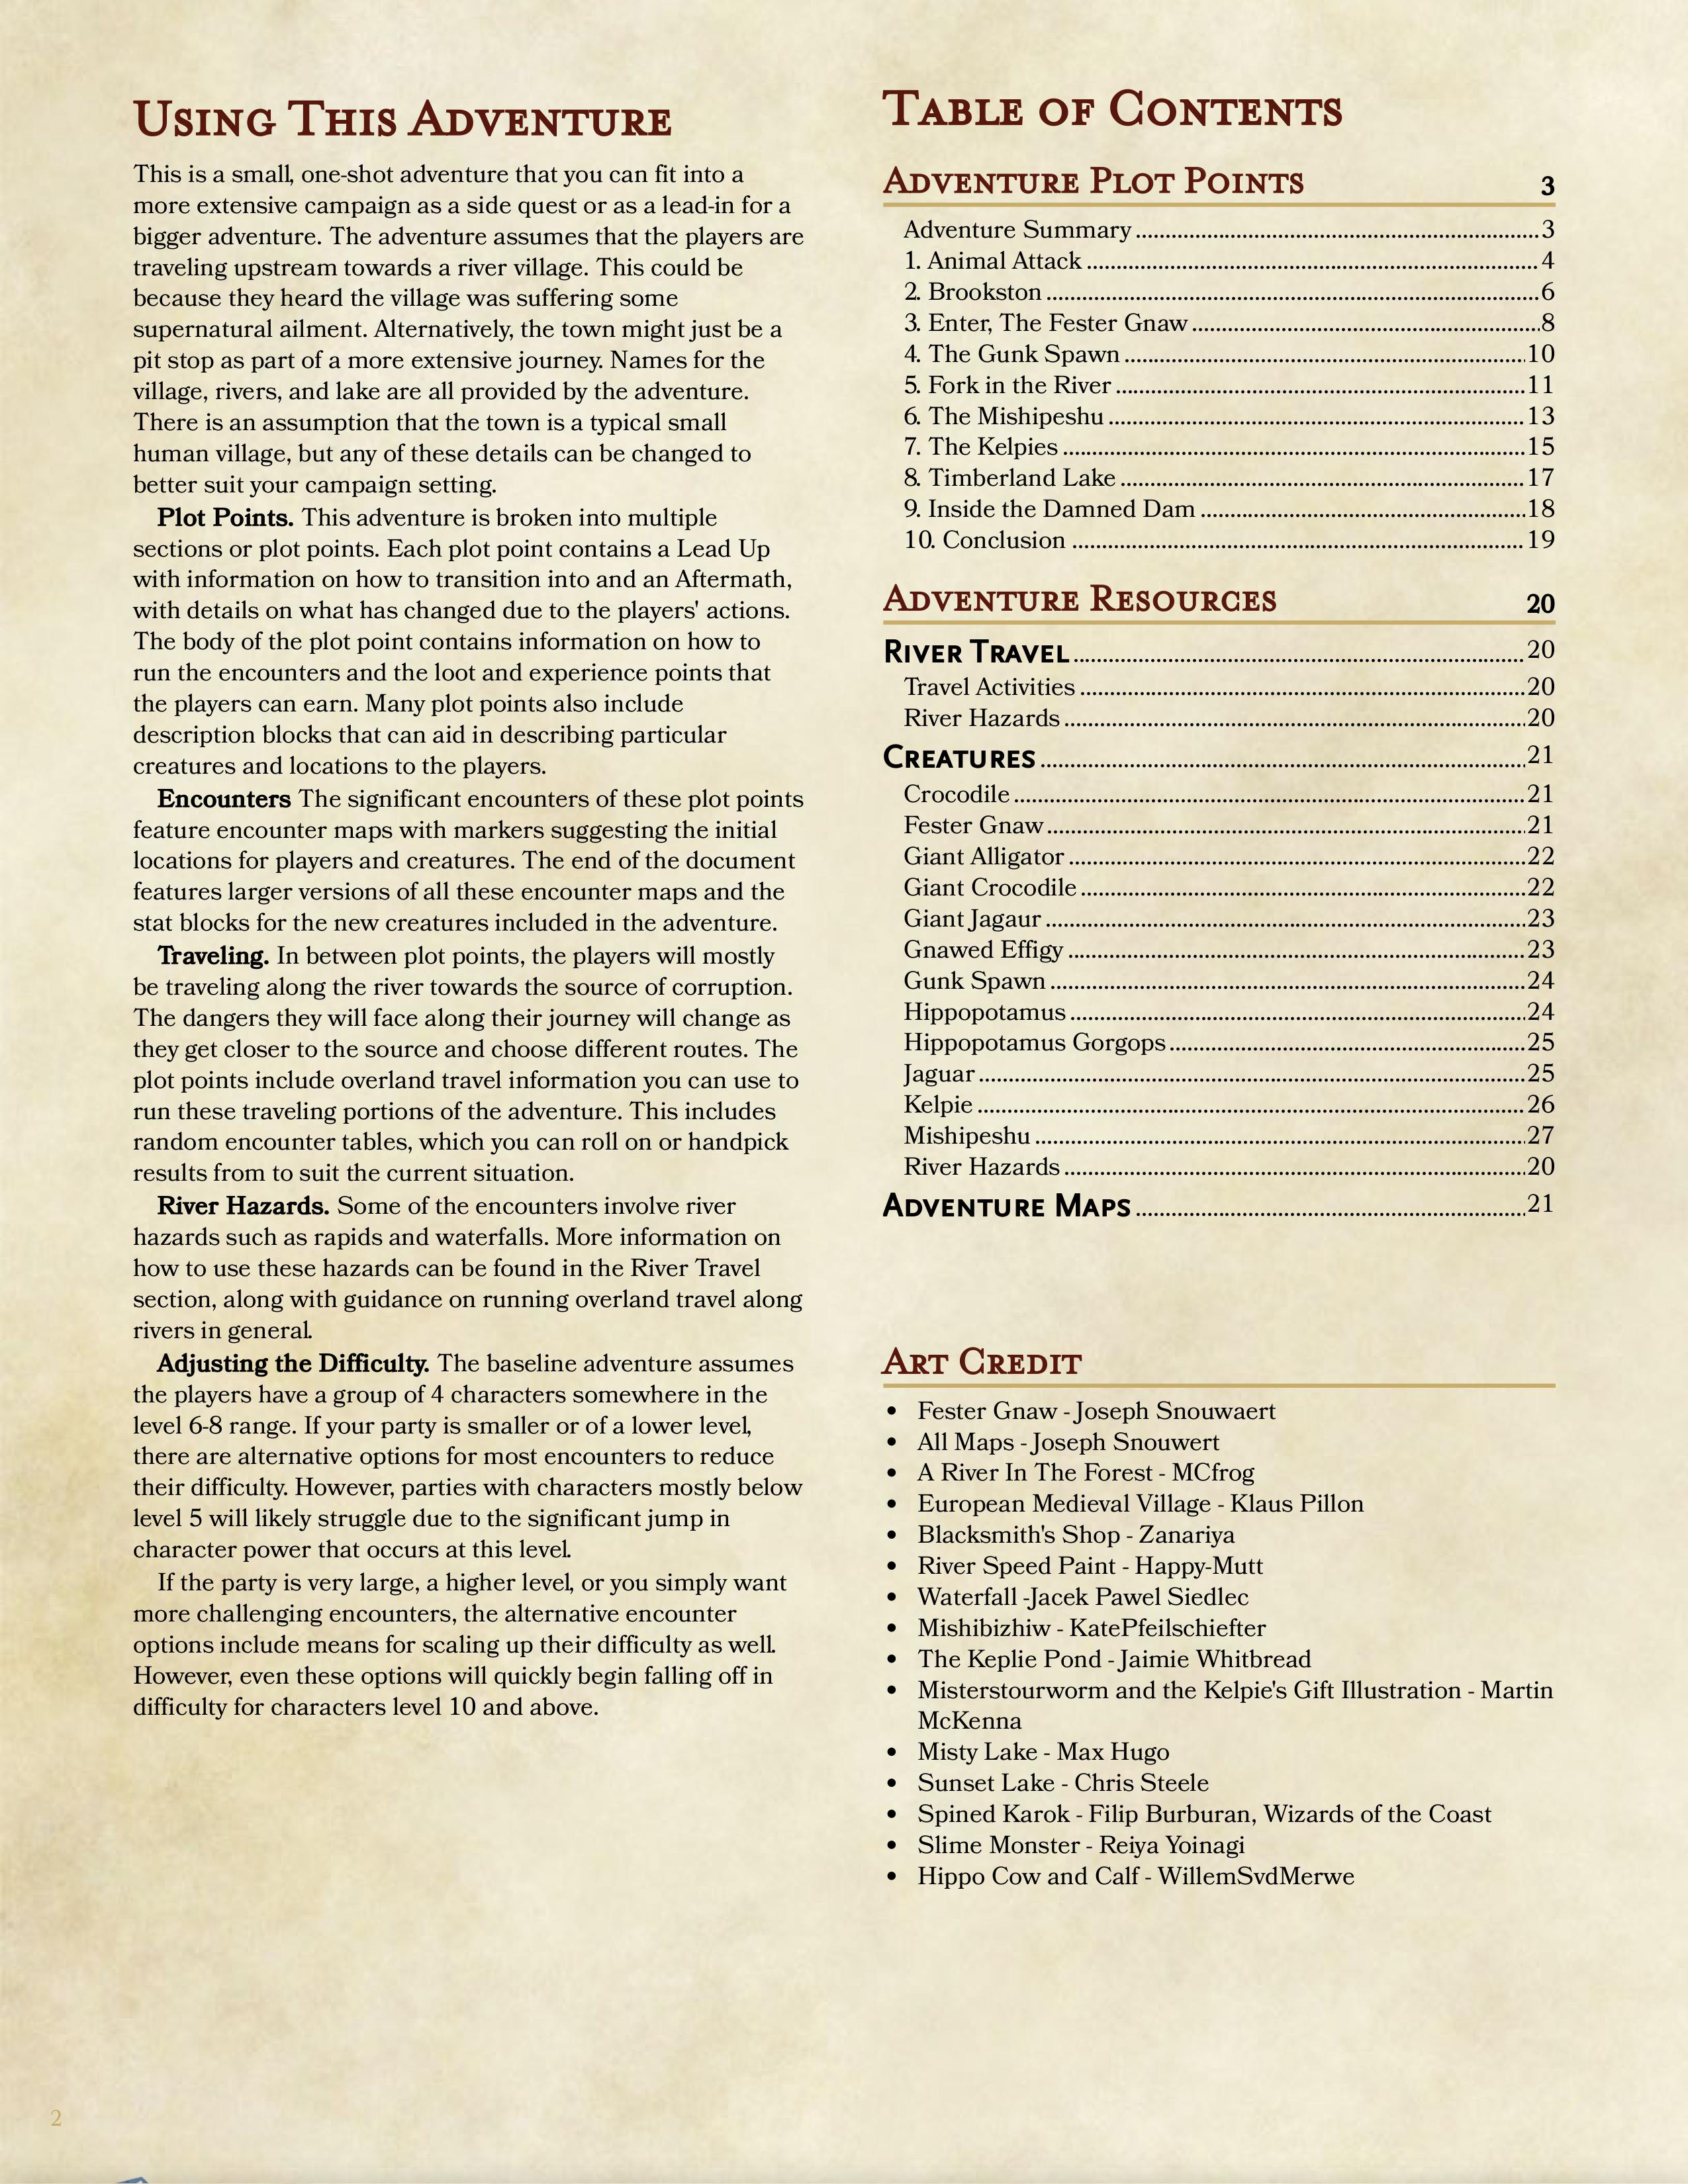 Using This Adventure
This is a small, one-shot adventure that you can fit into a
more extensive campaign as a side quest or as a lead-in for a
bigger adventure. The adventure assumes that the players are
traveling upstream towards a river village. This could be
because they heard the village was suffering some
supernatural ailment. Alternatively, the town might just be a
pit stop as part of a more extensive journey. Names for the
village, rivers, and lake are all provided by the adventure.
There is an assumption that the town is a typical small
human village, but any of these details can be changed to
better suit your campaign setting.
Plot Points. This adventure is broken into multiple
sections or plot points. Each plot point contains a Lead Up
with information on how to transition into and an Aftermath,
with details on what has changed due to the players' actions.
The body of the plot point contains information on how to
run the encounters and the loot and experience points that
the players can earn. Many plot points also include
description blocks that can aid in describing particular
creatures and locations to the players.
Encounters The significant encounters of these plot points
feature encounter maps with markers suggesting the initial
locations for players and creatures. The end of the document
features larger versions of all these encounter maps and the
stat blocks for the new creatures included in the adventure.
Traveling. In between plot points, the players will mostly
be traveling along the river towards the source of corruption.
The dangers they will face along their journey will change as
they get closer to the source and choose different routes. The
plot points include overland travel information you can use to
run these traveling portions of the adventure. This includes
random encounter tables, which you can roll on or handpick
results from to suit the current situation.
River Hazards. Some of the encounters involve river
hazards such as rapids and waterfalls. More information on
how to use these hazards can be found in the River Travel
section, along with guidance on running overland travel along
rivers in general.
Adjusting the Difficulty. The baseline adventure assumes
the players have a group of 4 characters somewhere in the
level 6-8 range. If your party is smaller or of a lower level,
there are alternative options for most encounters to reduce
their difficulty. However, parties with characters mostly below
level 5 will likely struggle due to the significant jump in
character power that occurs at this level.
If the party is very large, a higher level, or you simply want
more challenging encounters, the alternative encounter
options include means for scaling up their difficulty as well.
However, even these options will quickly begin falling off in
difficulty for characters level 10 and above.
Table of Contents
Adventure Plot Points 3
Adventure Summary 3
1. Animal Attack 4
2. Brookston 6
3. Enter, The Fester Gnaw 8
4. The Gunk Spawn 10
5. Fork in the River 11
6. The Mishipeshu 13
7. The Kelpies 15
8. Timberland Lake 17
9. Inside the Damned Dam 18
10. Conclusion 19
Adventure Resources 20
River Travel 20
Travel Activities 20
River Hazards 20
Creatures 21
Crocodile 21
Fester Gnaw 21
Giant Alligator 22
Giant Crocodile 22
Giant Jagaur 23
Gnawed Effigy 23
Gunk Spawn 24
Hippopotamus 24
Hippopotamus Gorgops 25
Jaguar 25
Kelpie 26
Mishipeshu 27
River Hazards 20
Adventure Maps 21
Art Credit
• Fester Gnaw - Joseph Snouwaert
• All Maps - Joseph Snouwert
• A River In The Forest - MCfrog
• European Medieval Village - Klaus Pillon
• Blacksmith's Shop - Zanariya
• River Speed Paint - Happy-Mutt
• Waterfall -Jacek Pawel Siedlec
• Mishibizhiw - KatePfeilschiefter
• The Keplie Pond - Jaimie Whitbread
• Misterstourworm and the Kelpie's Gift Illustration - Martin
McKenna
• Misty Lake - Max Hugo
• Sunset Lake - Chris Steele
• Spined Karok - Filip Burburan, Wizards of the Coast
• Slime Monster - Reiya Yoinagi
• Hippo Cow and Calf - WillemSvdMerwe
2